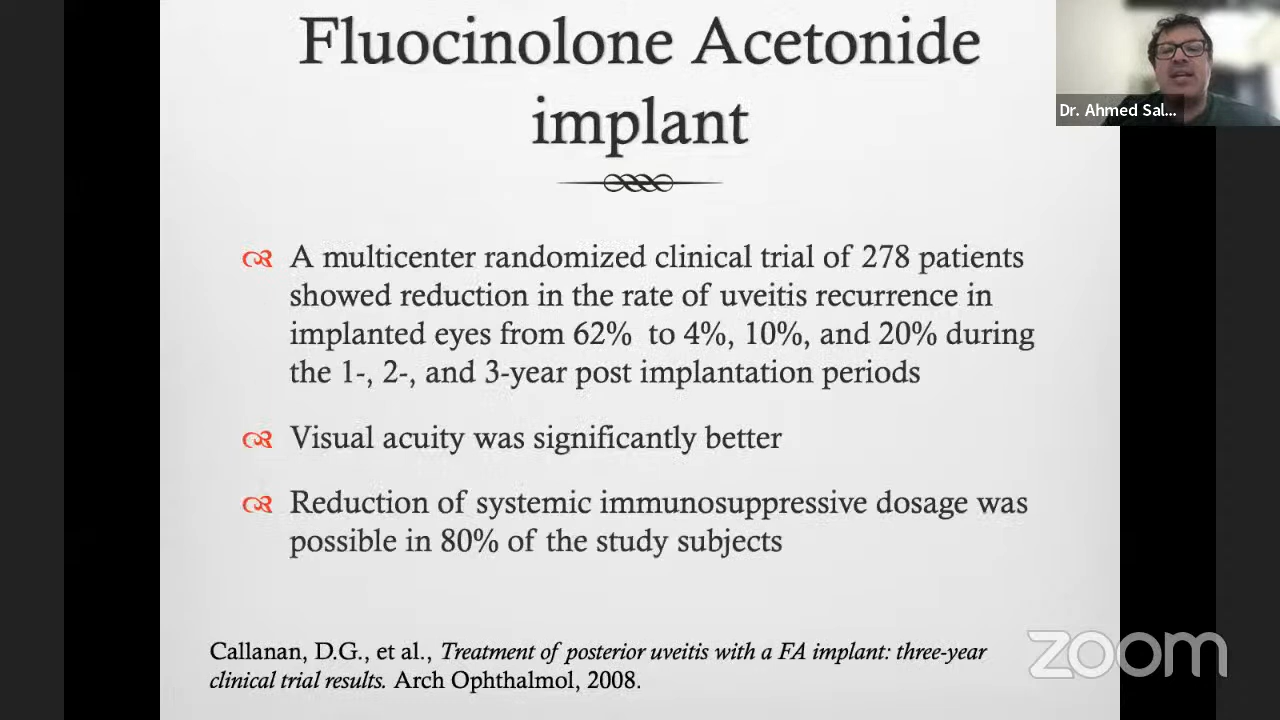 Fluocinolone Acetonide
implant
Dr. Ahmed Sal...
A multicenter randomized clinical trial of 278 patients
showed reduction in the rate of uveitis recurrence in
implanted eyes from 62% to 4%, 10%, and 20% during
the 1-, 2-, and 3-year post implantation periods
Visual acuity was significantly better
Reduction of systemic immunosuppressive dosage was
possible in 80% of the study subjects
Callanan, D.G., et al., Treatment of posterior uveitis with a FA implant: three-year
clinical trial results. Arch Ophthalmol, 2008.
zoom